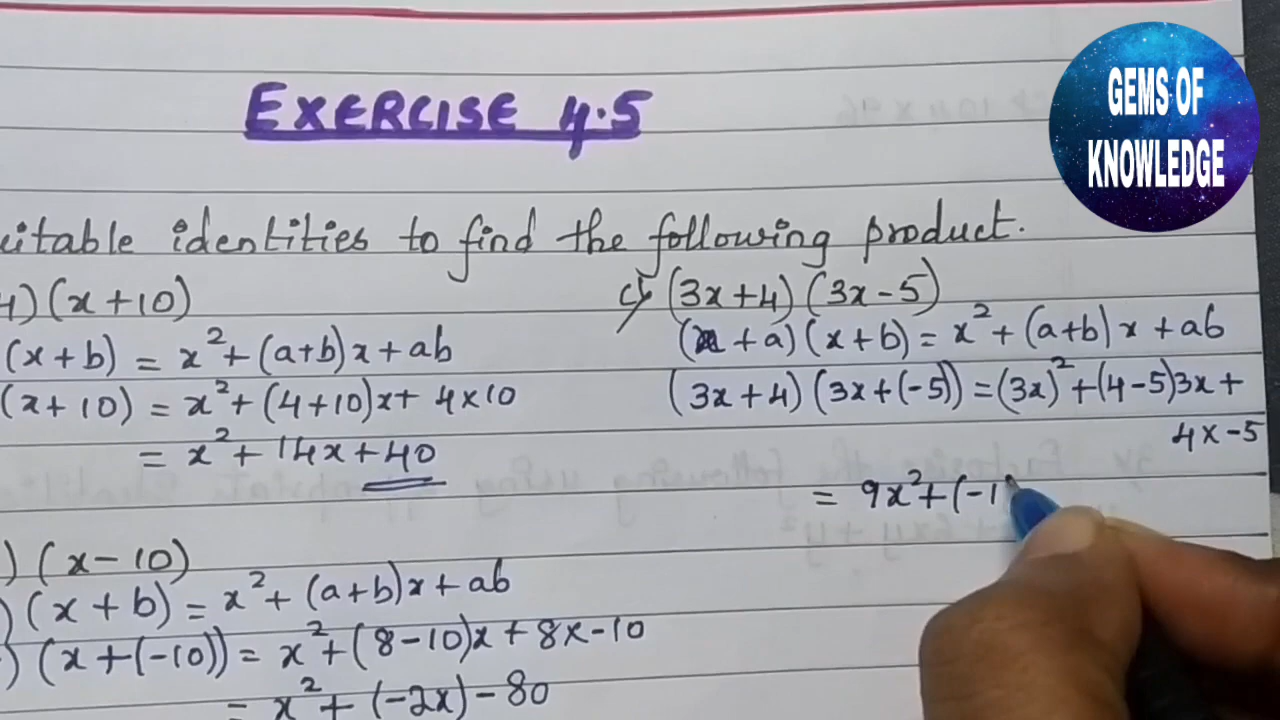 EXERCISE 4.5
GEMS OF
KNOWLEDGE
uitable identities to find the following product.
4)(x+10)
(x+b) = x²+(a+b)x+ab
(x+10) = x²+(4+10)x+ 4×10
= x²+14x+40
c) (3x+4)(3x-5)
(x+a)(x+b) = x²+(a+b)x+ab
(3x+4)(3x+(-5)) = (3x)²+(4-5)3x+
4×-5
= 9x²+(-1
)(x-10)
)(x+b) = x²+(a+b)x+ab
)(x+(-10)) = x²+(8-10)x+8×-10
= x²+(-2x)-80